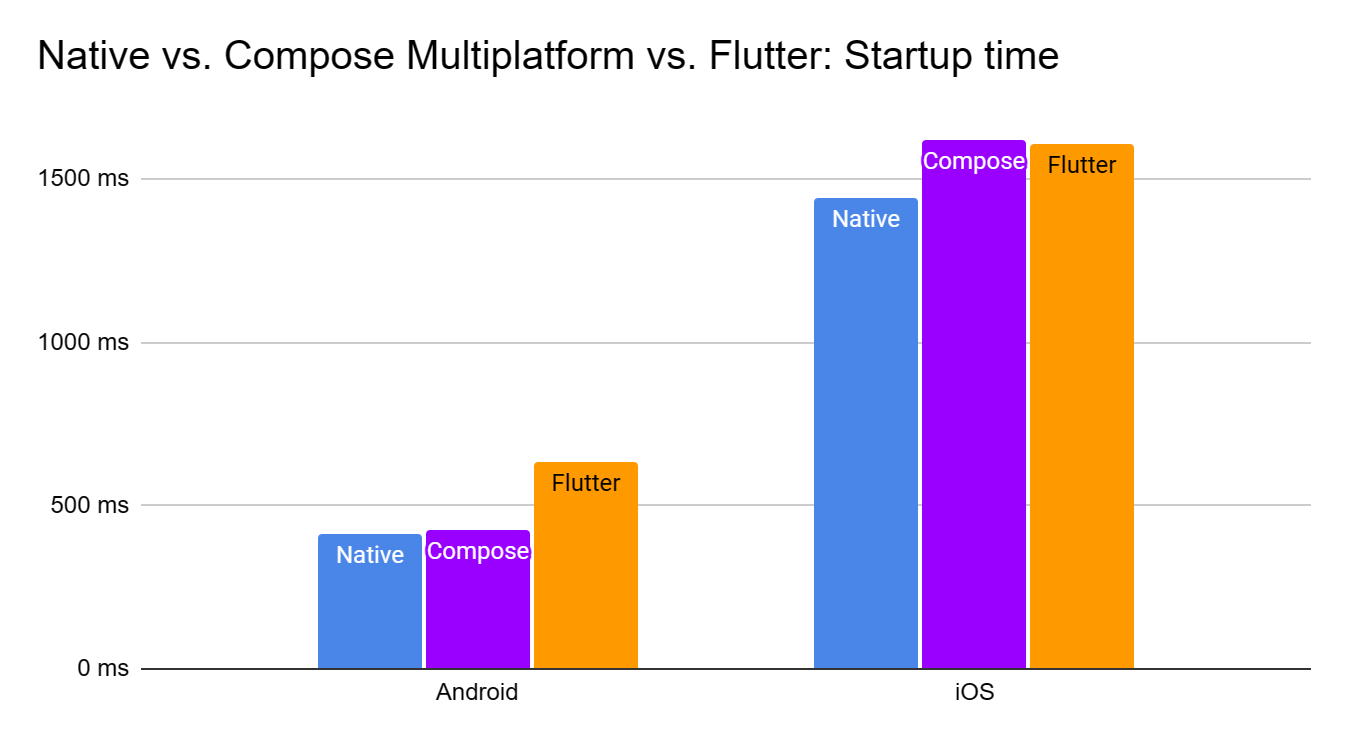 Native vs. Compose Multiplatform vs. Flutter: Startup time
1500 ms
1000 ms
500 ms
0 ms
Native
Compose
Flutter
Native
Compose
Flutter
Android
iOS